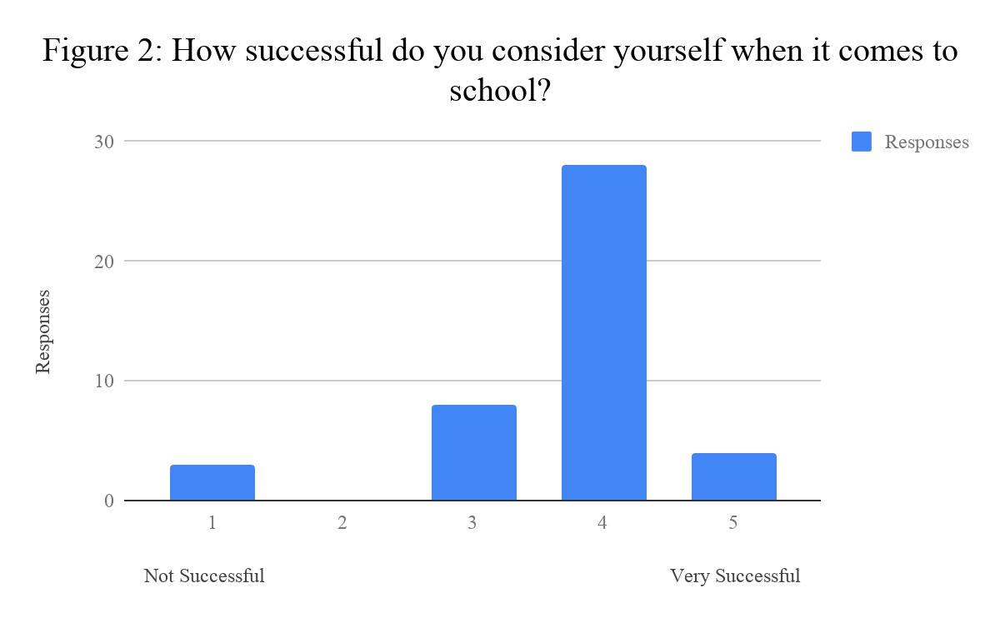 Figure 2: How successful do you consider yourself when it comes to
school?
30
Responses
20
Responses
10
0
1 2 3 4 5
Not Successful Very Successful